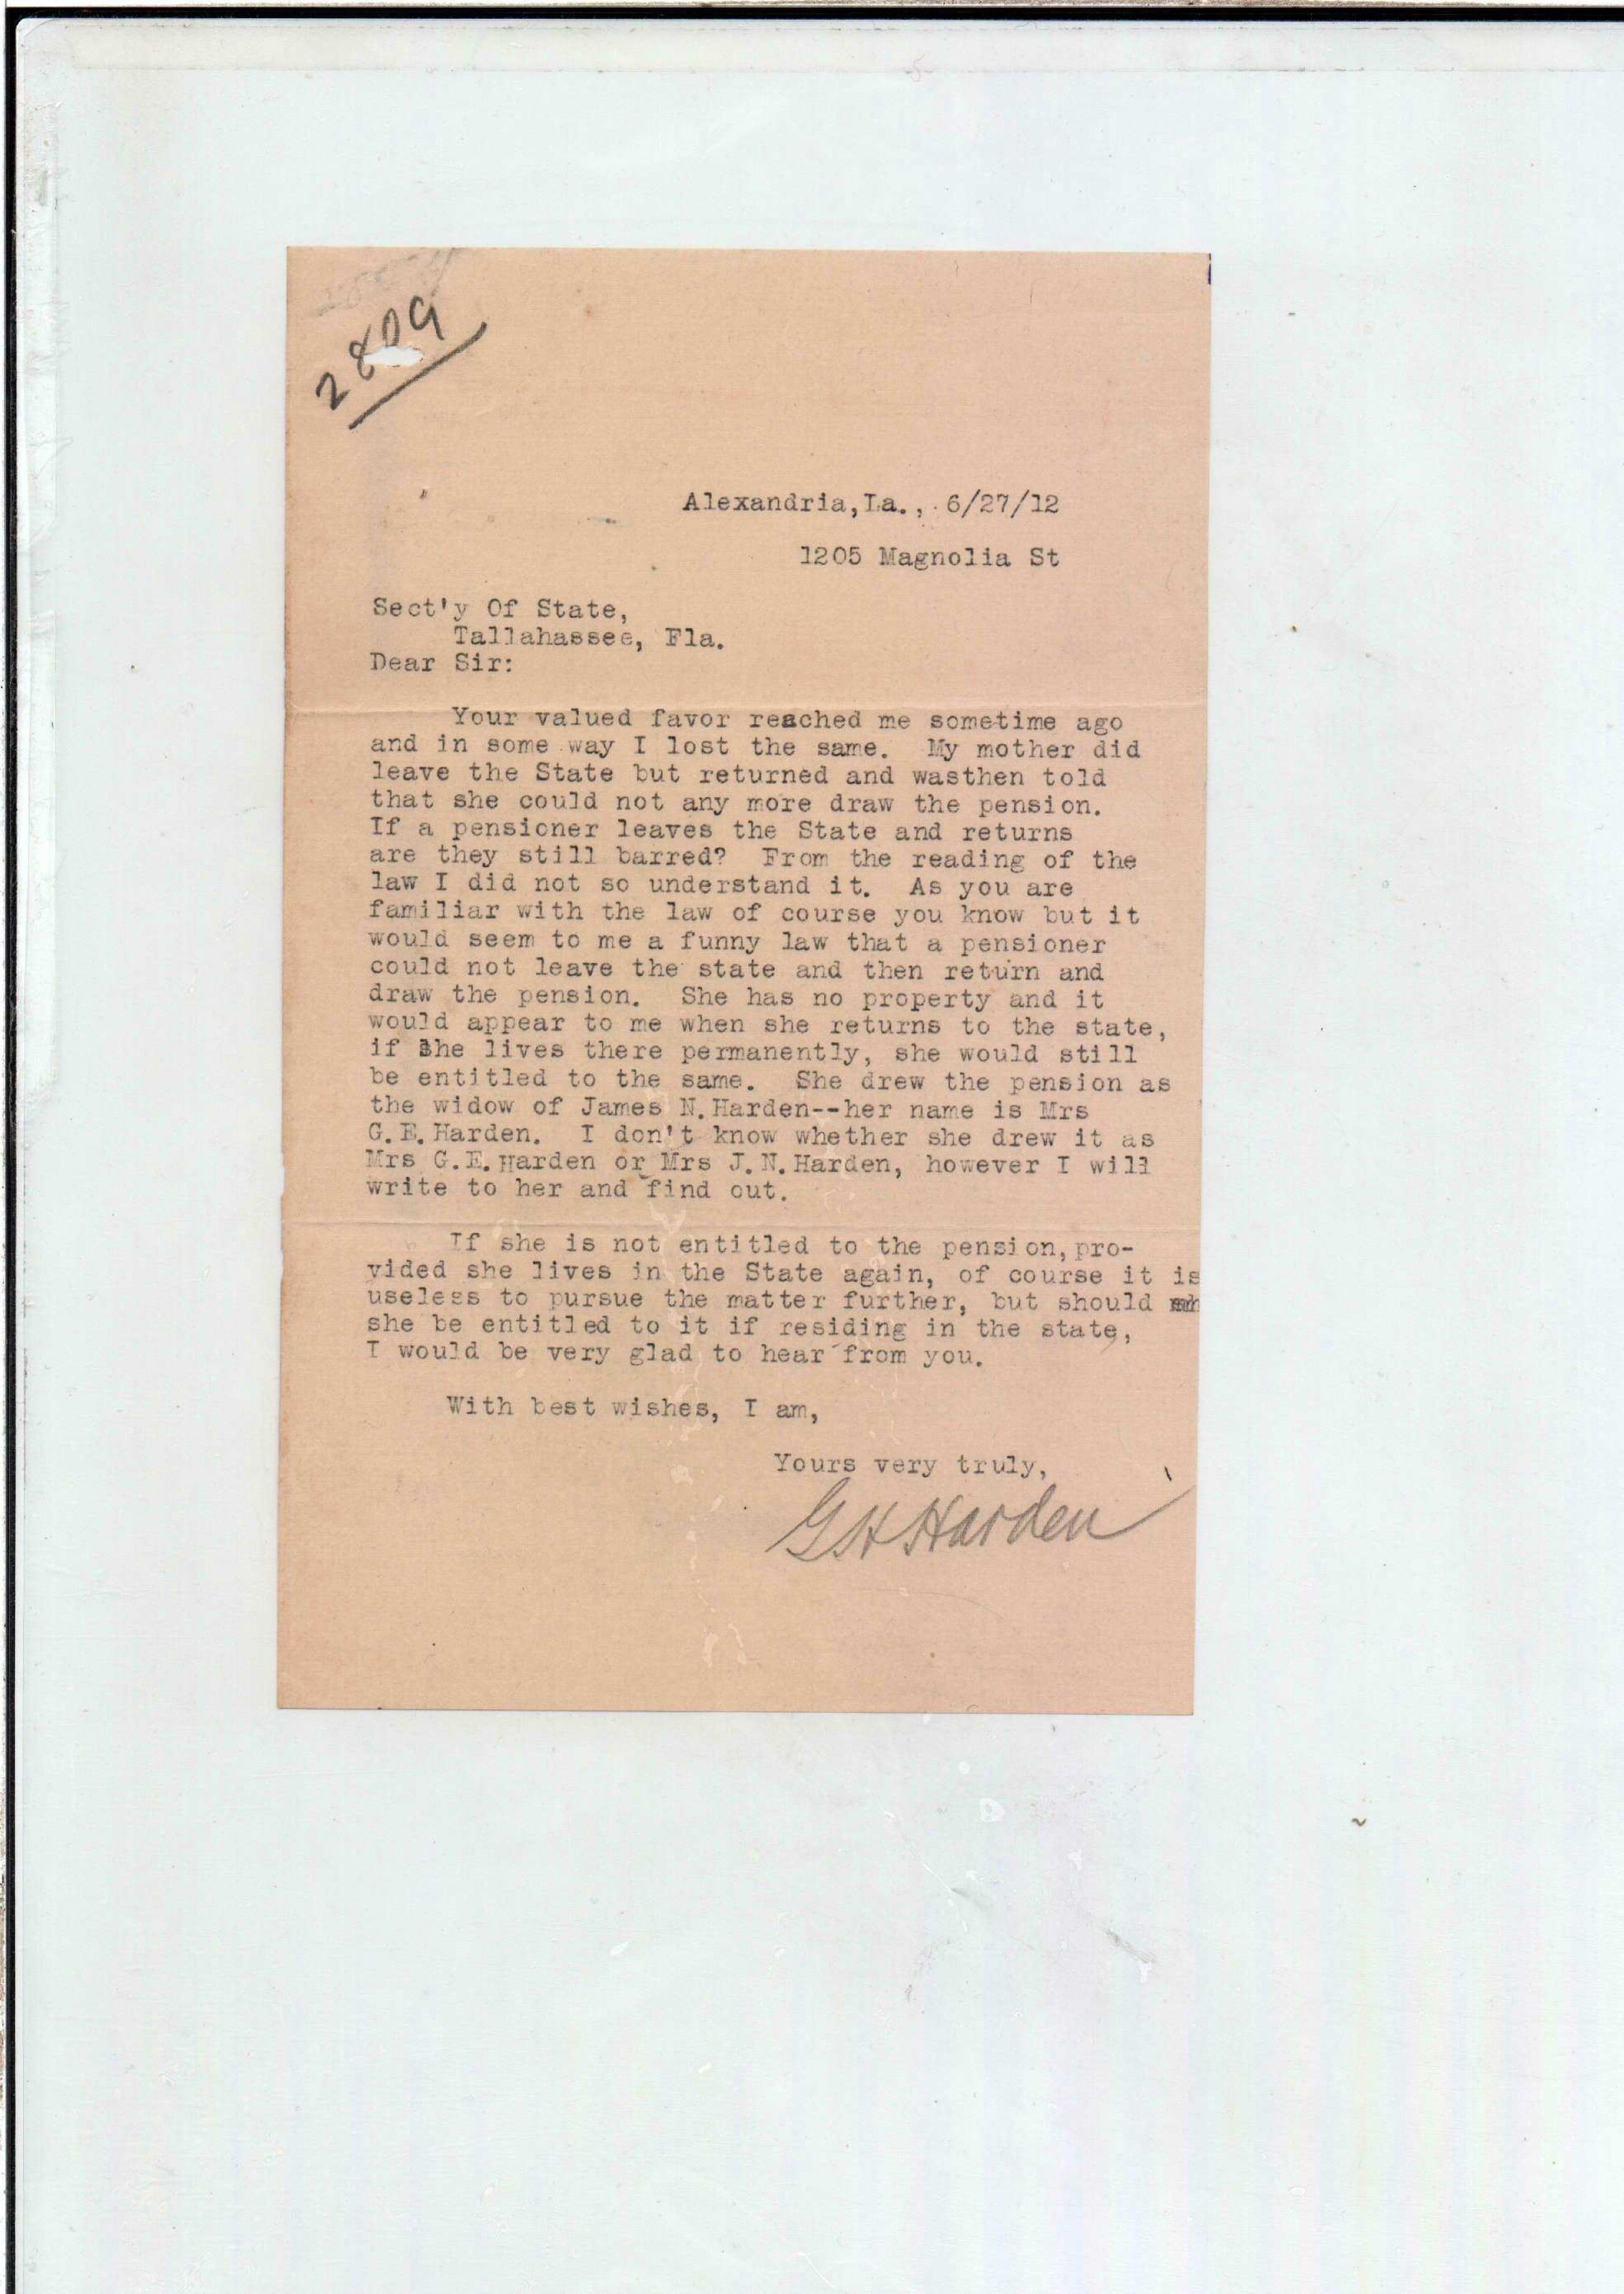 2809
Alexandria,La., 6/27/12
1205 Magnolia St
Sect'y Of State,
Tallahassee, Fla.
Dear Sir:
Your valued favor reached me sometime ago
and in some way I lost the same. My mother did
leave the State but returned and wasthen told
that she could not any more draw the pension.
If a pensioner leaves the State and returns
are they still barred? From the reading of the
law I did not so understand it. As you are
familiar with the law of course you know but it
would seem to me a funny law that a pensioner
could not leave the state and then return and
draw the pension. She has no property and it
would appear to me when she returns to the state,
if she lives there permanently, she would still
be entitled to the same. She drew the pension as
the widow of James N.Harden--her name is Mrs
G.E.Harden. I don't know whether she drew it as
Mrs G.E.Harden or Mrs J.N.Harden, however I will
write to her and find out.
If she is not entitled to the pension,pro-
vided she lives in the State again, of course it is
useless to pursue the matter further, but should
she be entitled to it if residing in the state,
I would be very glad to hear from you.
With best wishes, I am,
Yours very truly,
G H Harden